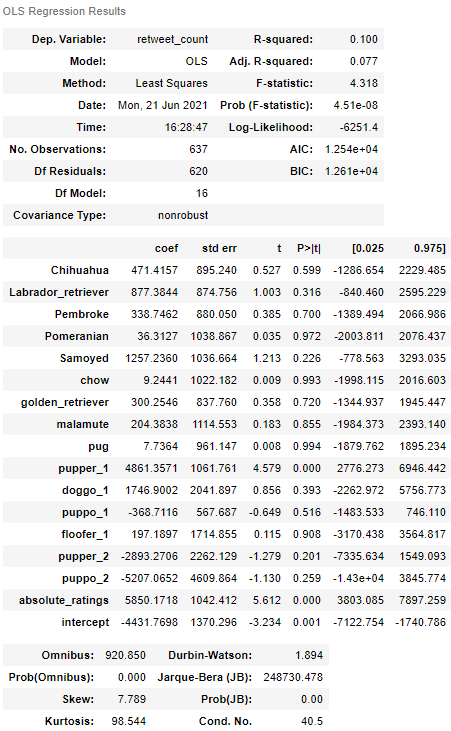 OLS Regression Results
Dep. Variable: retweet_count R-squared: 0.100
Model: OLS Adj. R-squared: 0.077
Method: Least Squares F-statistic: 4.318
Date: Mon, 21 Jun 2021 Prob (F-statistic): 4.51e-08
Time: 16:28:47 Log-Likelihood: -6251.4
No. Observations: 637 AIC: 1.254e+04
Df Residuals: 620 BIC: 1.261e+04
Df Model: 16
Covariance Type: nonrobust
coef std err t P>|t| [0.025 0.975]
Chihuahua 471.4157 895.240 0.527 0.599 -1286.654 2229.485
Labrador_retriever 877.3844 874.756 1.003 0.316 -840.460 2595.229
Pembroke 338.7462 880.050 0.385 0.700 -1389.494 2066.986
Pomeranian 36.3127 1038.867 0.035 0.972 -2003.811 2076.437
Samoyed 1257.2360 1036.664 1.213 0.226 -778.563 3293.035
chow 9.2441 1022.182 0.009 0.993 -1998.115 2016.603
golden_retriever 300.2546 837.760 0.358 0.720 -1344.937 1945.447
malamute 204.3838 1114.553 0.183 0.855 -1984.373 2393.140
pug 7.7364 961.147 0.008 0.994 -1879.762 1895.234
pupper_1 4861.3571 1061.761 4.579 0.000 2776.273 6946.442
doggo_1 1746.9002 2041.897 0.856 0.393 -2262.972 5756.773
puppo_1 -368.7116 567.687 -0.649 0.516 -1483.533 746.110
floofer_1 197.1897 1714.855 0.115 0.908 -3170.438 3564.817
pupper_2 -2893.2706 2262.129 -1.279 0.201 -7335.634 1549.093
puppo_2 -5207.0652 4609.864 -1.130 0.259 -1.43e+04 3845.774
absolute_ratings 5850.1718 1042.412 5.612 0.000 3803.085 7897.259
intercept -4431.7698 1370.296 -3.234 0.001 -7122.754 -1740.786
Omnibus: 920.850 Durbin-Watson: 1.894
Prob(Omnibus): 0.000 Jarque-Bera (JB): 248730.478
Skew: 7.789 Prob(JB): 0.00
Kurtosis: 98.544 Cond. No. 40.5